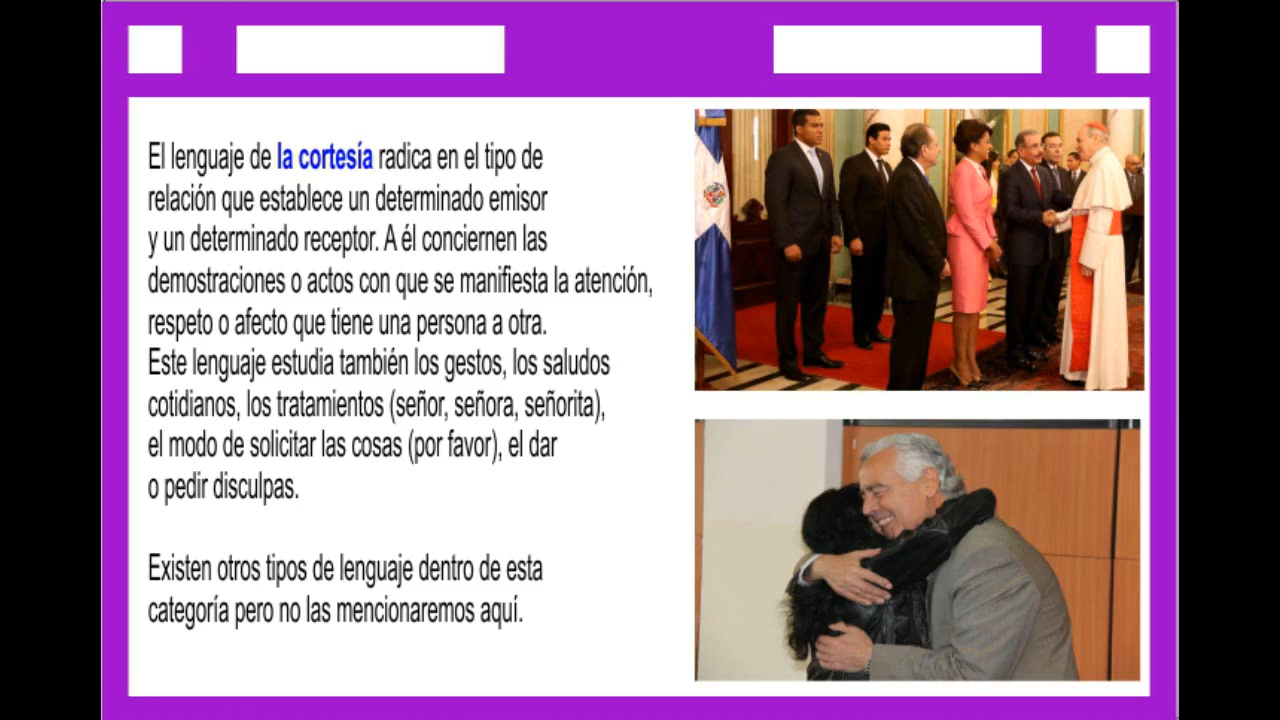 El lenguaje de la cortesía radica en el tipo de
relación que establece un determinado emisor
y un determinado receptor. A él conciernen las
demostraciones o actos con que se manifiesta la atención,
respeto o afecto que tiene una persona a otra.
Este lenguaje estudia también los gestos, los saludos
cotidianos, los tratamientos (señor, señora, señorita),
el modo de solicitar las cosas (por favor), el dar
o pedir disculpas.
Existen otros tipos de lenguaje dentro de esta
categoría pero no las mencionaremos aquí.